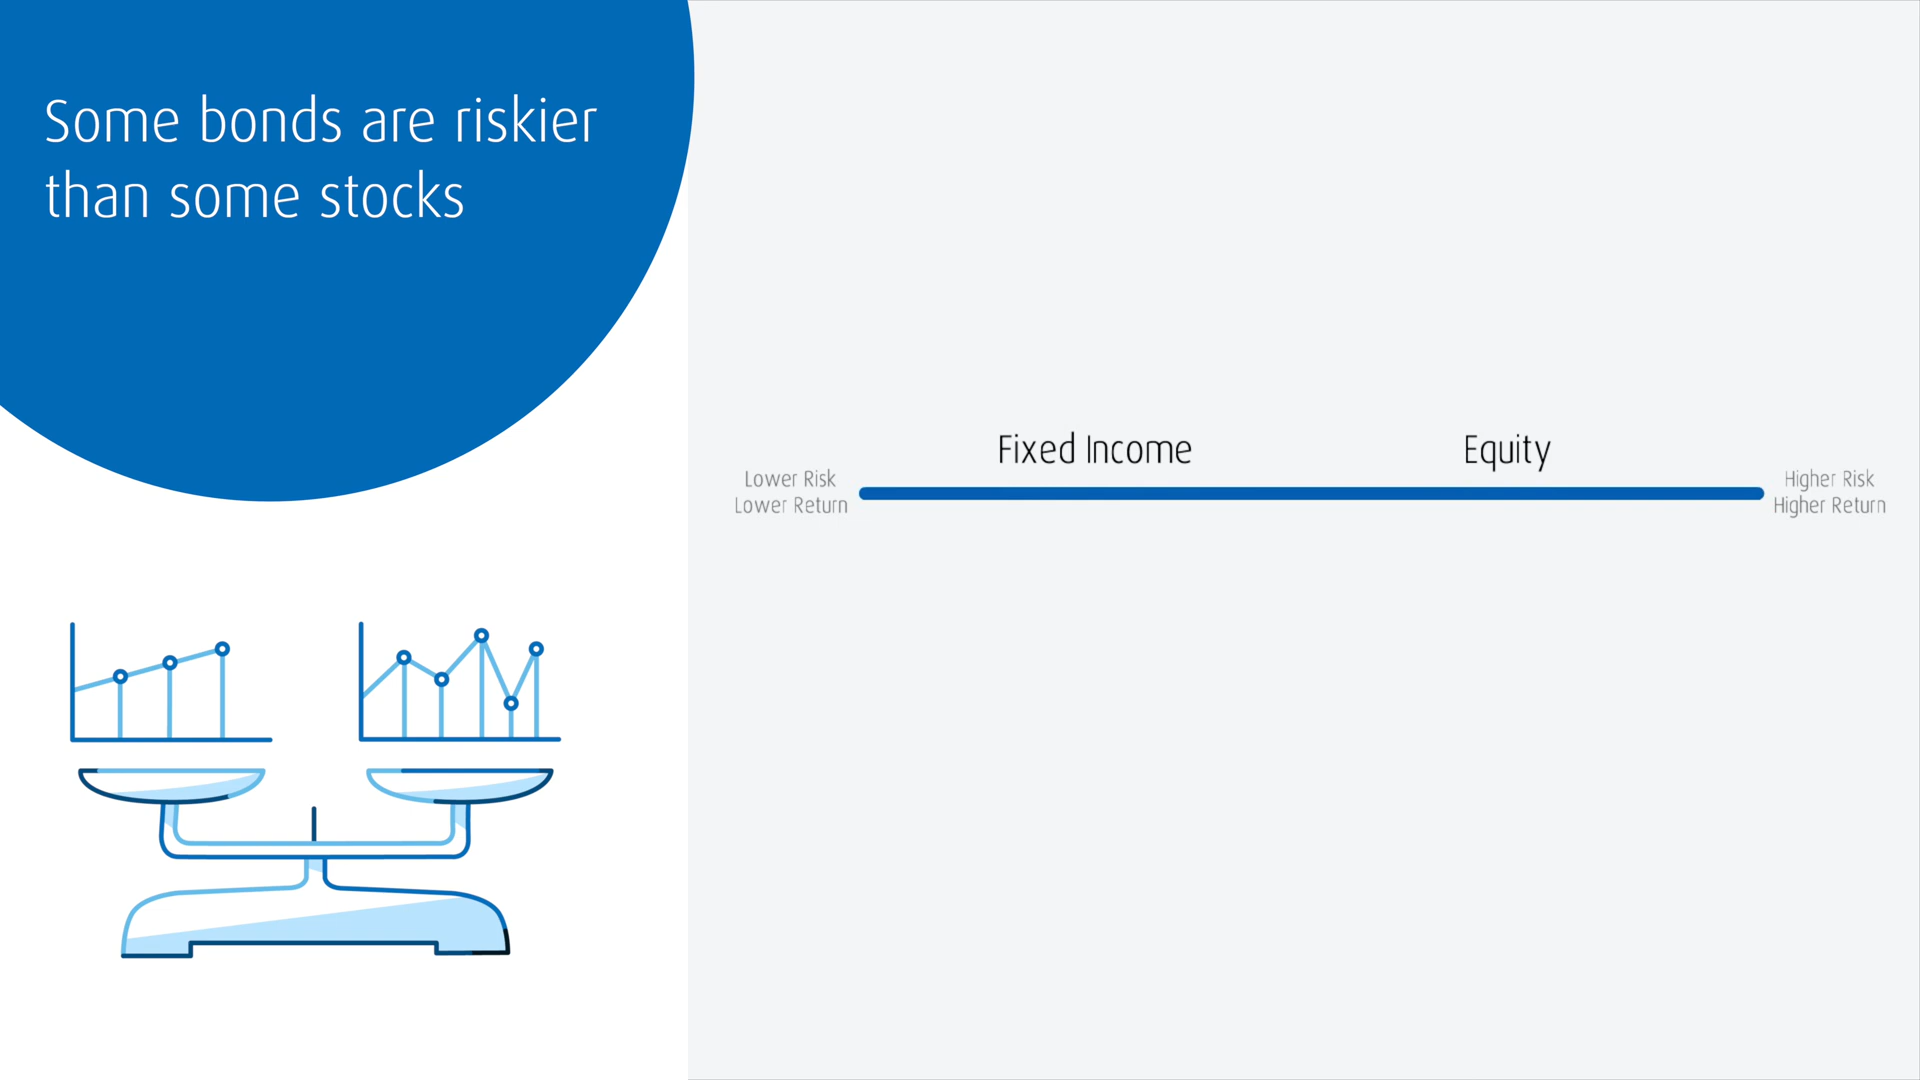 Some bonds are riskier
than some stocks
Fixed Income
Equity
Lower Risk
Lower Return
Higher Risk
Higher Return